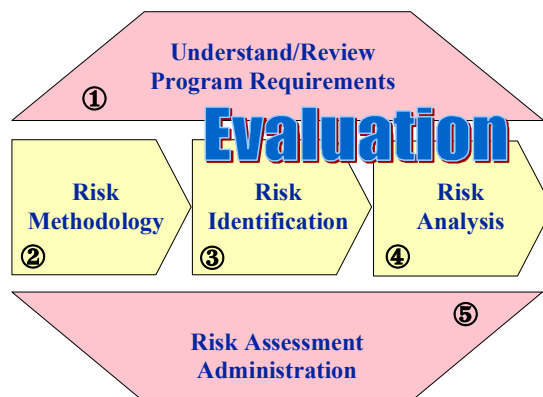 Understand/Review
Program Requirements
①
Evaluation
Risk
Methodology
②
Risk
Identification
③
Risk
Analysis
④
⑤
Risk Assessment
Administration